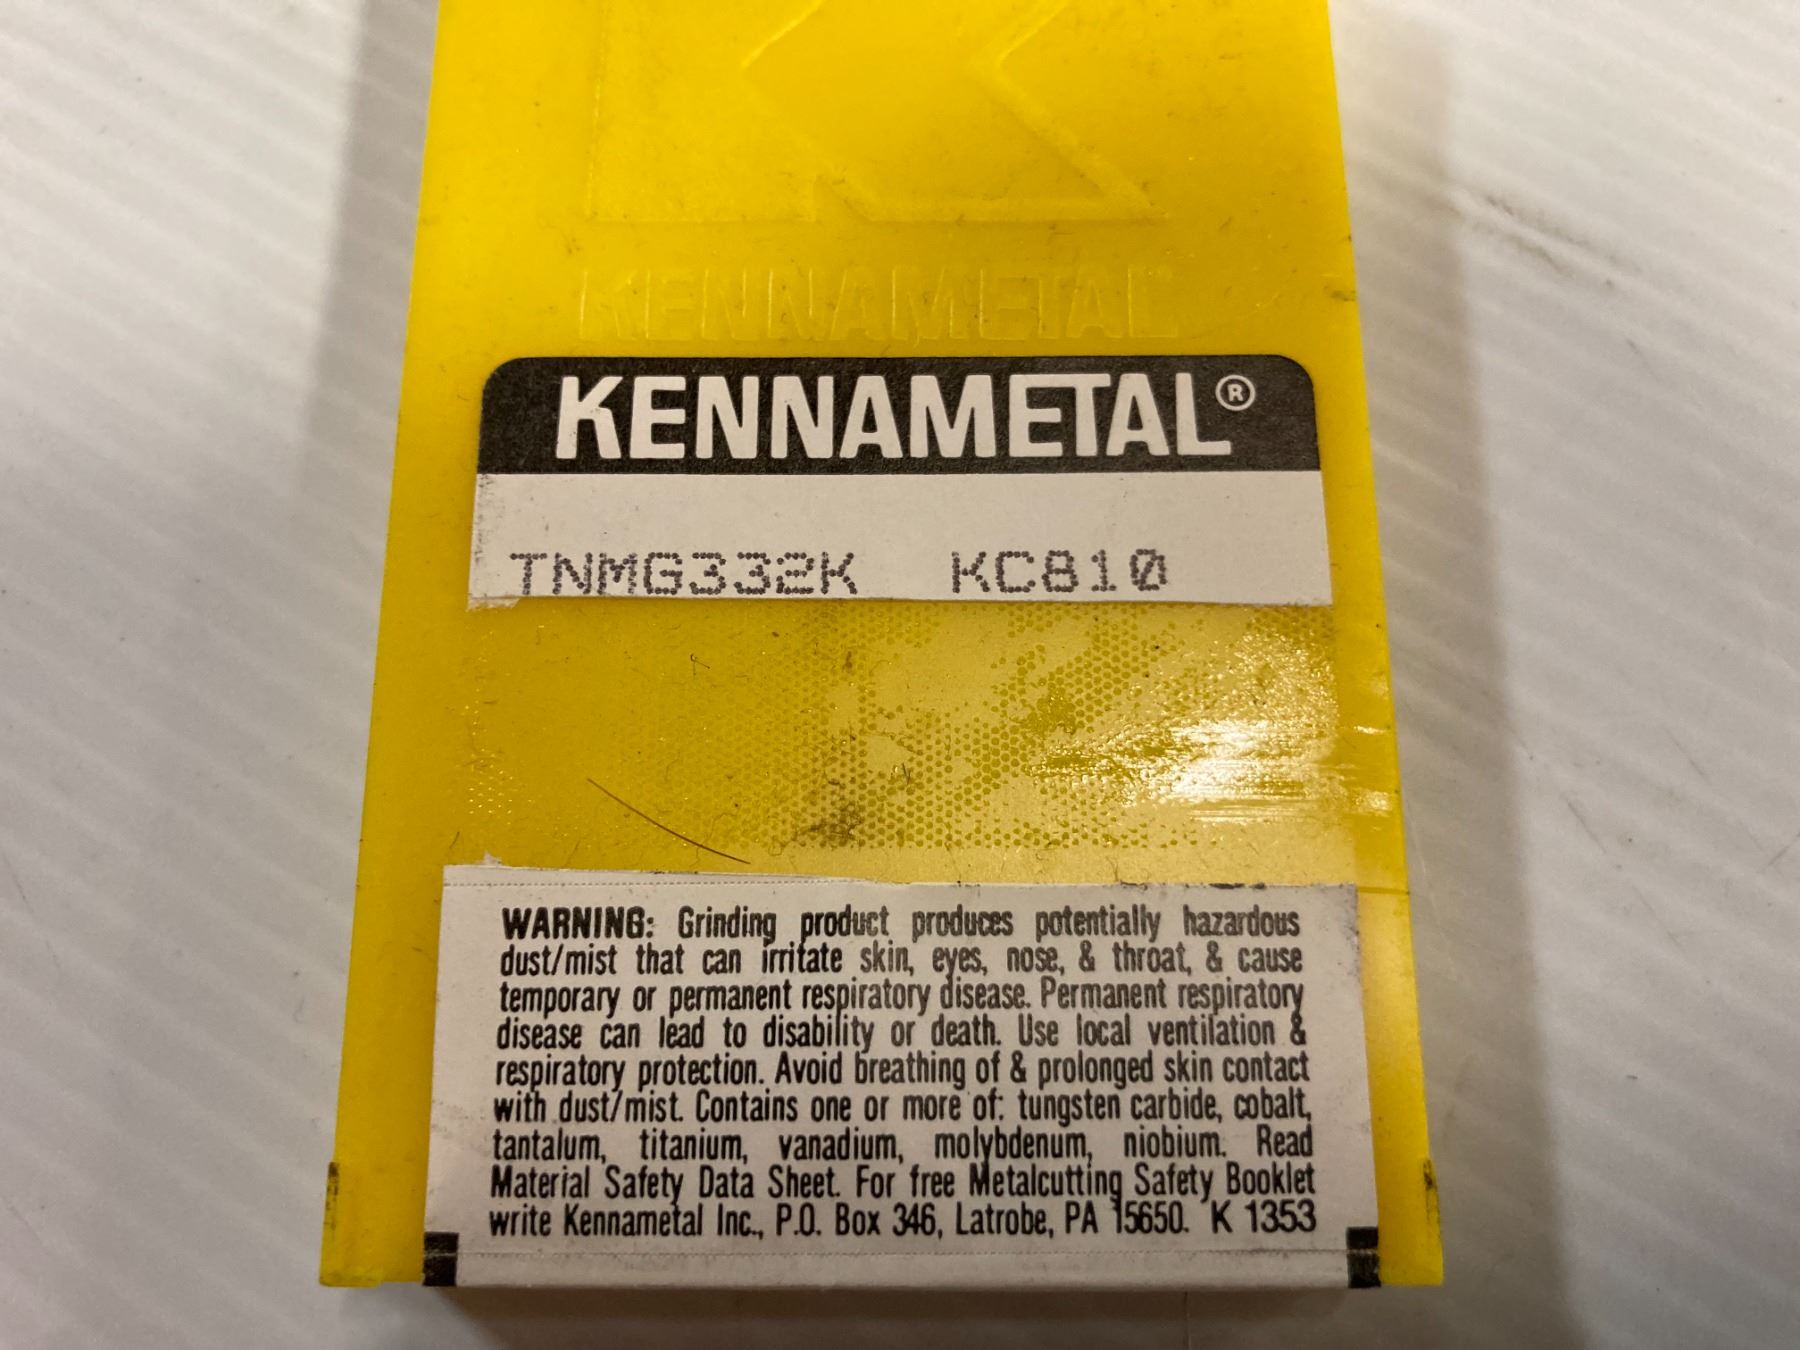 KENNAMETAL
KENNAMETAL®
TNMG332K KC810
WARNING: Grinding product produces potentially hazardous
dust/mist that can irritate skin, eyes, nose, & throat, & cause
temporary or permanent respiratory disease. Permanent respiratory
disease can lead to disability or death. Use local ventilation &
respiratory protection. Avoid breathing of & prolonged skin contact
with dust/mist. Contains one or more of: tungsten carbide, cobalt,
tantalum, titanium, vanadium, molybdenum, niobium. Read
Material Safety Data Sheet. For free Metalcutting Safety Booklet
write Kennametal Inc., P.O. Box 346, Latrobe, PA 15650. K 1353